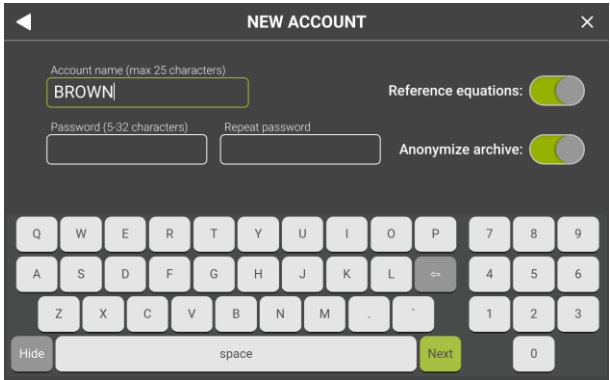 NEW ACCOUNT
Account name (max 25 characters)
BROWN
Reference equations:
Password (5-32 characters) Repeat password
Anonymize archive:
Q W E R T Y U I O P 7 8 9
A S D F G H J K L ⇦ 4 5 6
Z X C V B N M . ` 1 2 3
Hide space Next 0